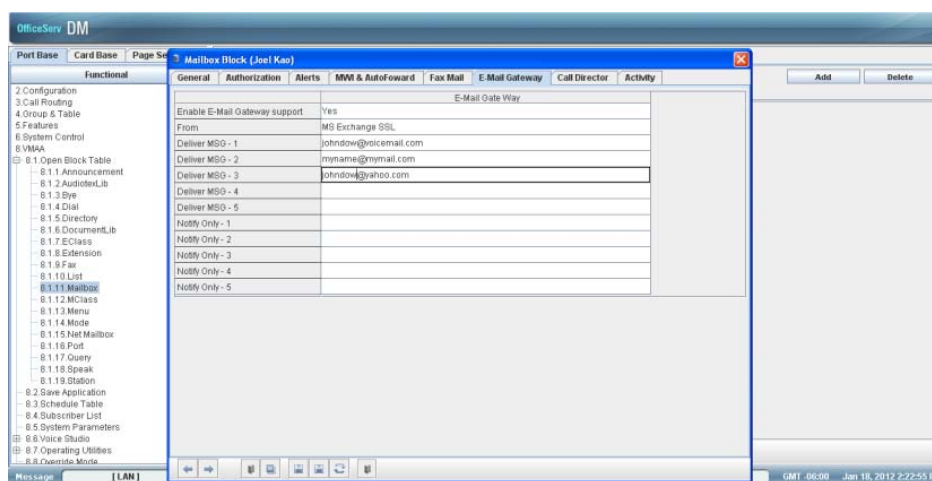 OfficeServ DM
Port Base Card Base Page Se
Functional
2.Configuration
3.Call Routing
4.Group & Table
5.Features
6.System Control
8.VMAA
8.1.Open Block Table
8.1.1.Announcement
8.1.2.AudiotexLib
8.1.3.Bye
8.1.4.Dial
8.1.5.Directory
8.1.6.DocumentLib
8.1.7.EClass
8.1.8.Extension
8.1.9.Fax
8.1.10.List
8.1.11.Mailbox
8.1.12.MClass
8.1.13.Menu
8.1.14.Mode
8.1.15.Net Mailbox
8.1.16.Port
8.1.17.Query
8.1.18.Speak
8.1.19.Station
8.2.Save Application
8.3.Schedule Table
8.4.Subscriber List
8.5.System Parameters
8.6.Voice Studio
8.7.Operating Utilities
8.8.Override Mode
Mailbox Block (Joel Kao)
General Authorization Alerts MWI & AutoFoward Fax Mail E-Mail Gateway Call Director Activity
E-Mail Gate Way
Enable E-Mail Gateway support Yes
From MS Exchange SSL
Deliver MSG - 1 johndow@voicemail.com
Deliver MSG - 2 myname@mymail.com
Deliver MSG - 3 johndow@yahoo.com
Deliver MSG - 4
Deliver MSG - 5
Notify Only - 1
Notify Only - 2
Notify Only - 3
Notify Only - 4
Notify Only - 5
Add Delete
Message [ LAN ] GMT -06:00 Jan 18, 2012 2:22:55